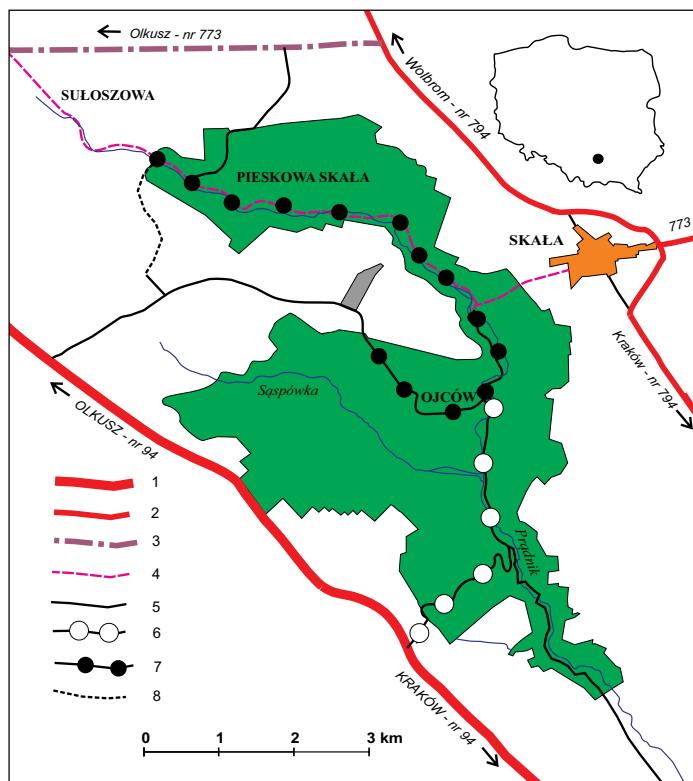 Olkusz - nr 773
Wolbrom - nr 794
SUŁOSZOWA
PIESKOWA SKAŁA
SKAŁA
773
Kraków - nr 794
OJCÓW
Sąspówka
OLKUSZ - nr 94
Prądnik
KRAKÓW - nr 94
1
2
3
4
5
6
7
8
0 1 2 3 km